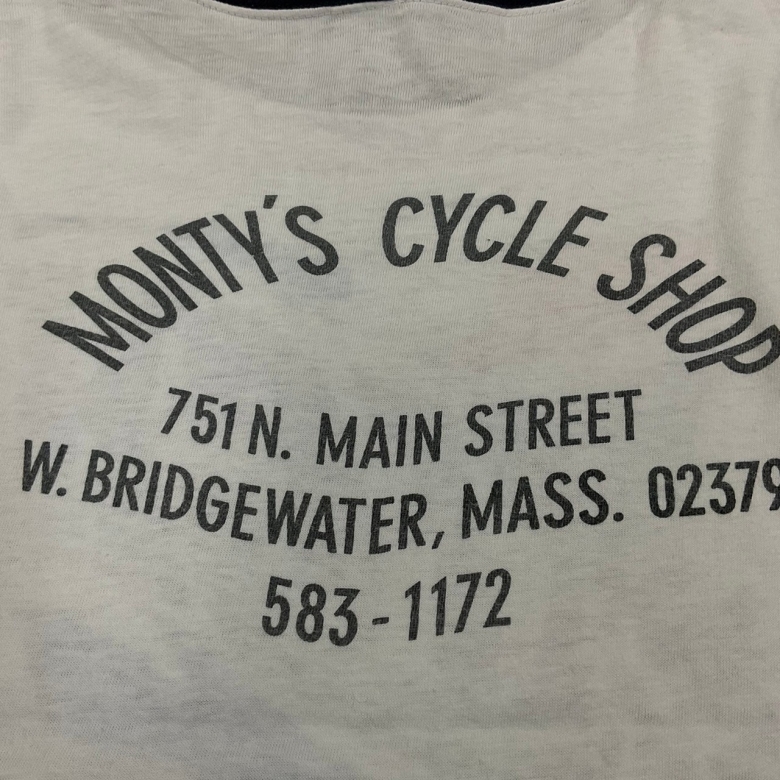 MONTY'S CYCLE SHOP
751 N. MAIN STREET
W. BRIDGEWATER, MASS. 02379
583-1172